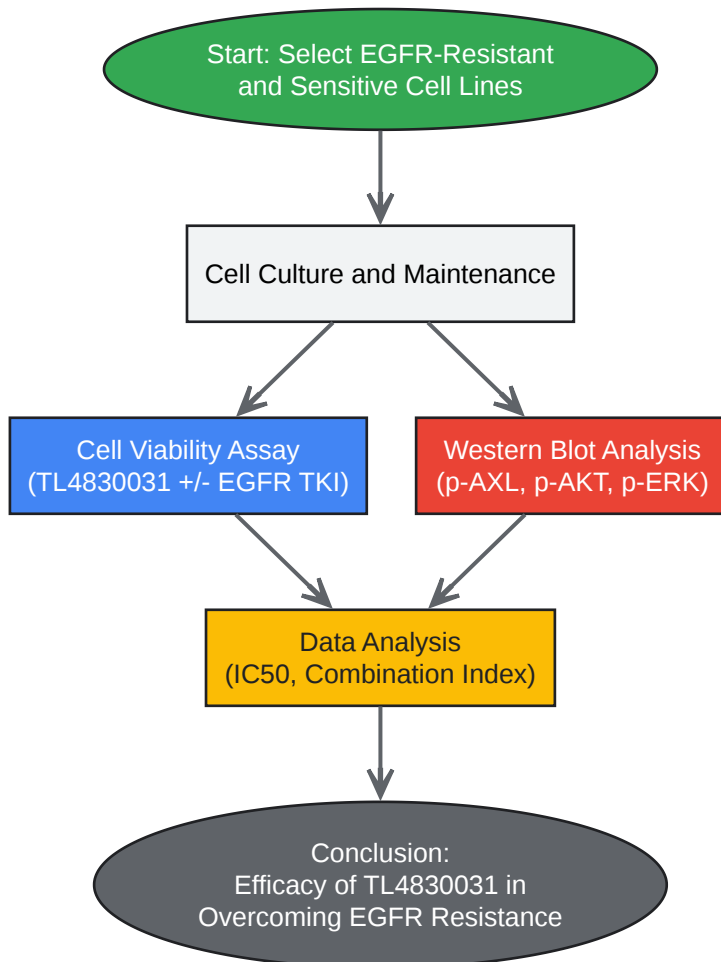 Start: Select EGFR-Resistant
and Sensitive Cell Lines
Cell Culture and Maintenance
Cell Viability Assay
(TL4830031 +/- EGFR TKI)
Western Blot Analysis
(p-AXL, p-AKT, p-ERK)
Data Analysis
(IC50, Combination Index)
Conclusion:
Efficacy of TL4830031 in
Overcoming EGFR Resistance